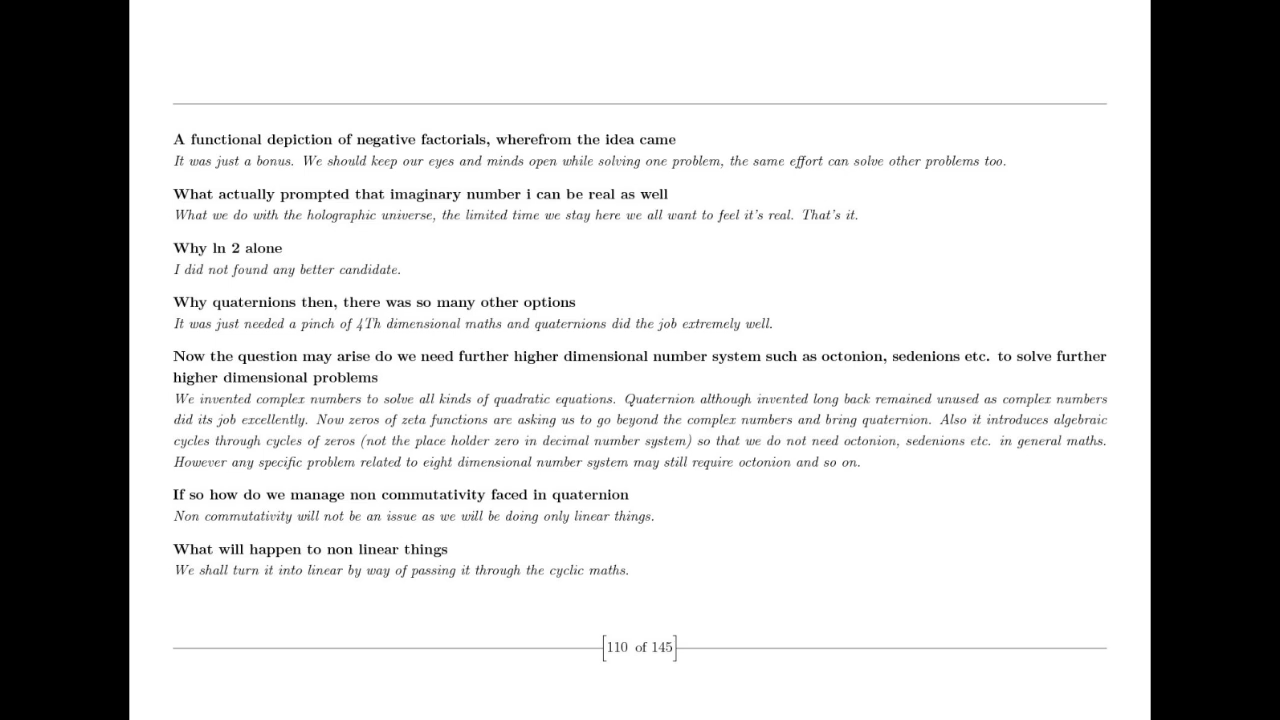 A functional depiction of negative factorials, wherefrom the idea came
It was just a bonus. We should keep our eyes and minds open while solving one problem, the same effort can solve other problems too.
What actually prompted that imaginary number i can be real as well
What we do with the holographic universe, the limited time we stay here we all want to feel it's real. That's it.
Why ln 2 alone
I did not found any better candidate.
Why quaternions then, there was so many other options
It was just needed a pinch of 4Th dimensional maths and quaternions did the job extremely well.
Now the question may arise do we need further higher dimensional number system such as octonion, sedenions etc. to solve further
higher dimensional problems
We invented complex numbers to solve all kinds of quadratic equations. Quaternion although invented long back remained unused as complex numbers
did its job excellently. Now zeros of zeta functions are asking us to go beyond the complex numbers and bring quaternion. Also it introduces algebraic
cycles through cycles of zeros (not the place holder zero in decimal number system) so that we do not need octonion, sedenions etc. in general maths.
However any specific problem related to eight dimensional number system may still require octonion and so on.
If so how do we manage non commutativity faced in quaternion
Non commutativity will not be an issue as we will be doing only linear things.
What will happen to non linear things
We shall turn it into linear by way of passing it through the cyclic maths.
[110 of 145]